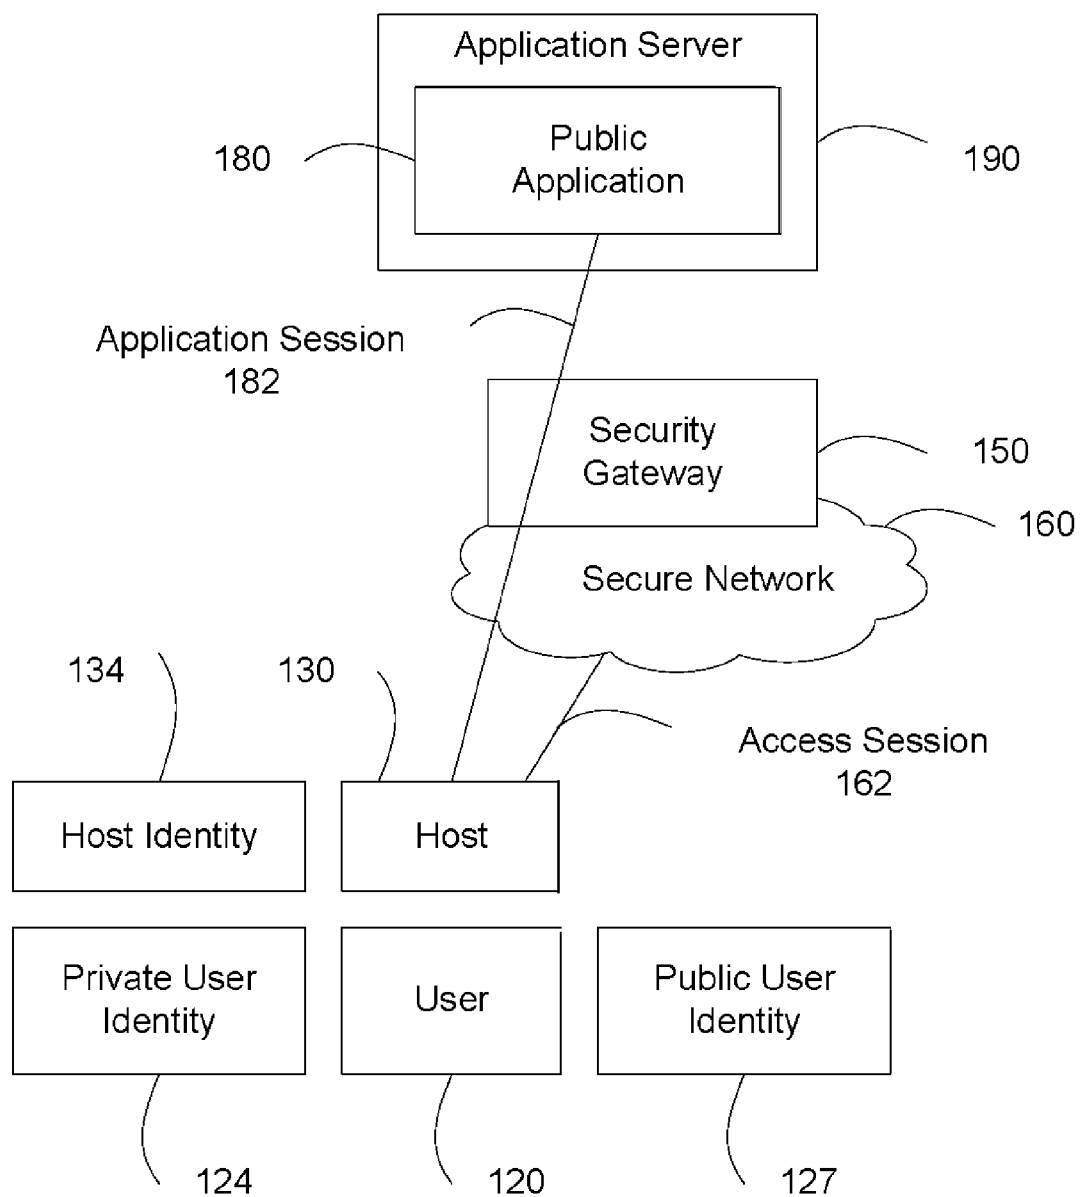 Application Server
Public
Application
180
190
Application Session
182
Security
Gateway
150
160
Secure Network
134
130
Access Session
162
Host Identity
Host
Private User
Identity
User
Public User
Identity
124
120
127